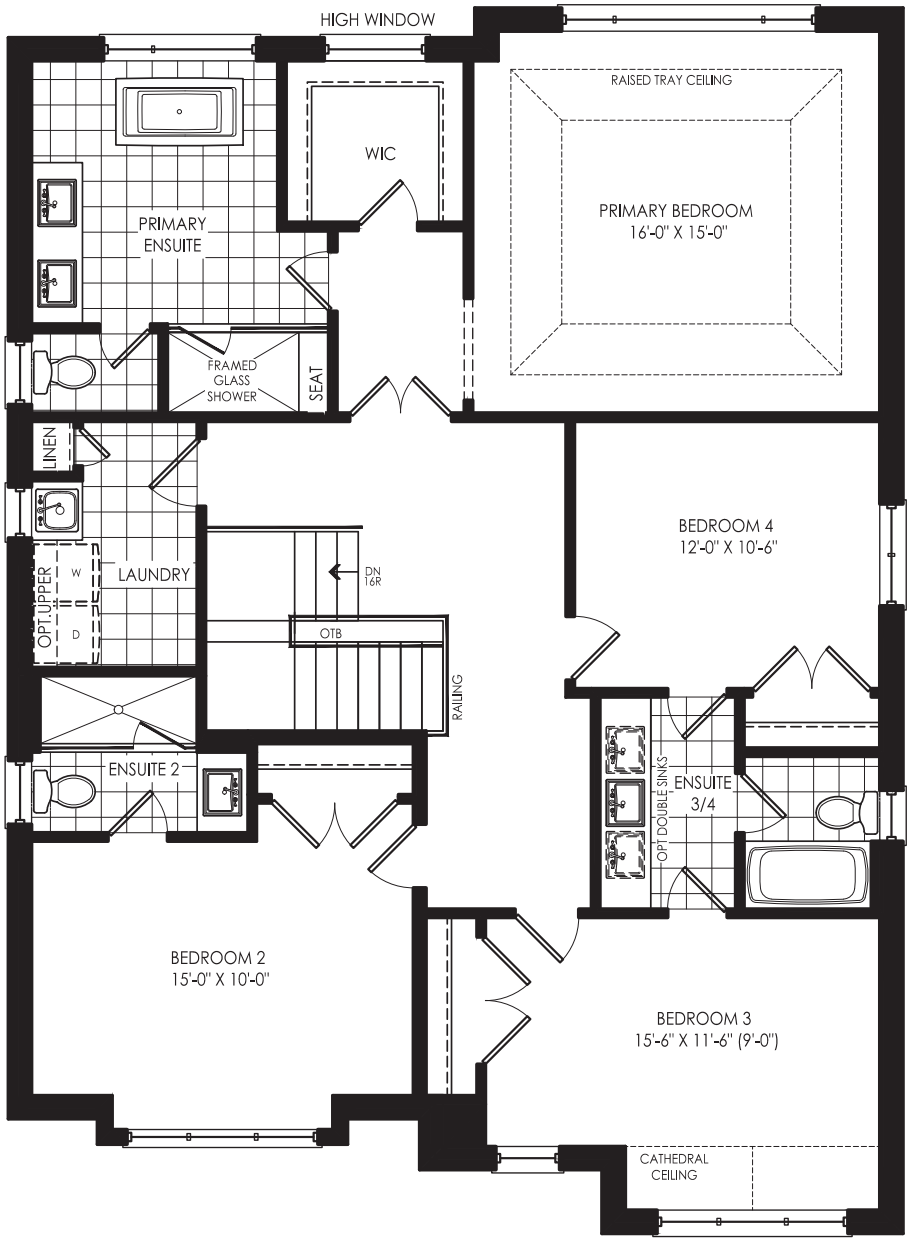 HIGH WINDOW
RAISED TRAY CEILING
WIC
PRIMARY BEDROOM
16'-0" X 15'-0"
PRIMARY
ENSUITE
FRAMED
GLASS
SHOWER
SEAT
LINEN
BEDROOM 4
12'-0" X 10'-6"
OPT.UPPER
W
D
LAUNDRY
DN
16R
OTB
RAILING
ENSUITE 2
OPT DOUBLE SINKS
ENSUITE
3/4
BEDROOM 2
15'-0" X 10'-0"
BEDROOM 3
15'-6" X 11'-6" (9'-0")
CATHEDRAL
CEILING